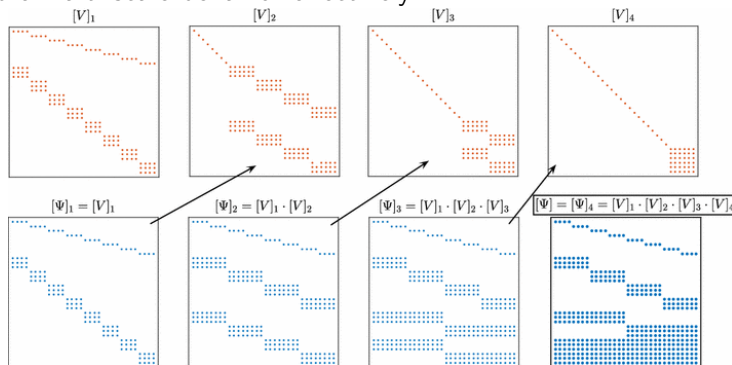 [V]₁ [V]₂ [V]₃ [V]₄
[Ψ]₁ = [V]₁ [Ψ]₂ = [V]₁ · [V]₂ [Ψ]₃ = [V]₁ · [V]₂ · [V]₃ [Ψ] = [Ψ]₄ = [V]₁ · [V]₂ · [V]₃ · [V]₄